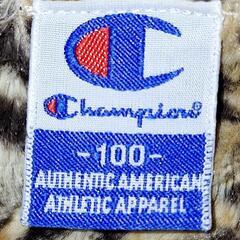 Champion
-100-
AUTHENTIC AMERICAN
ATHLETIC APPAREL